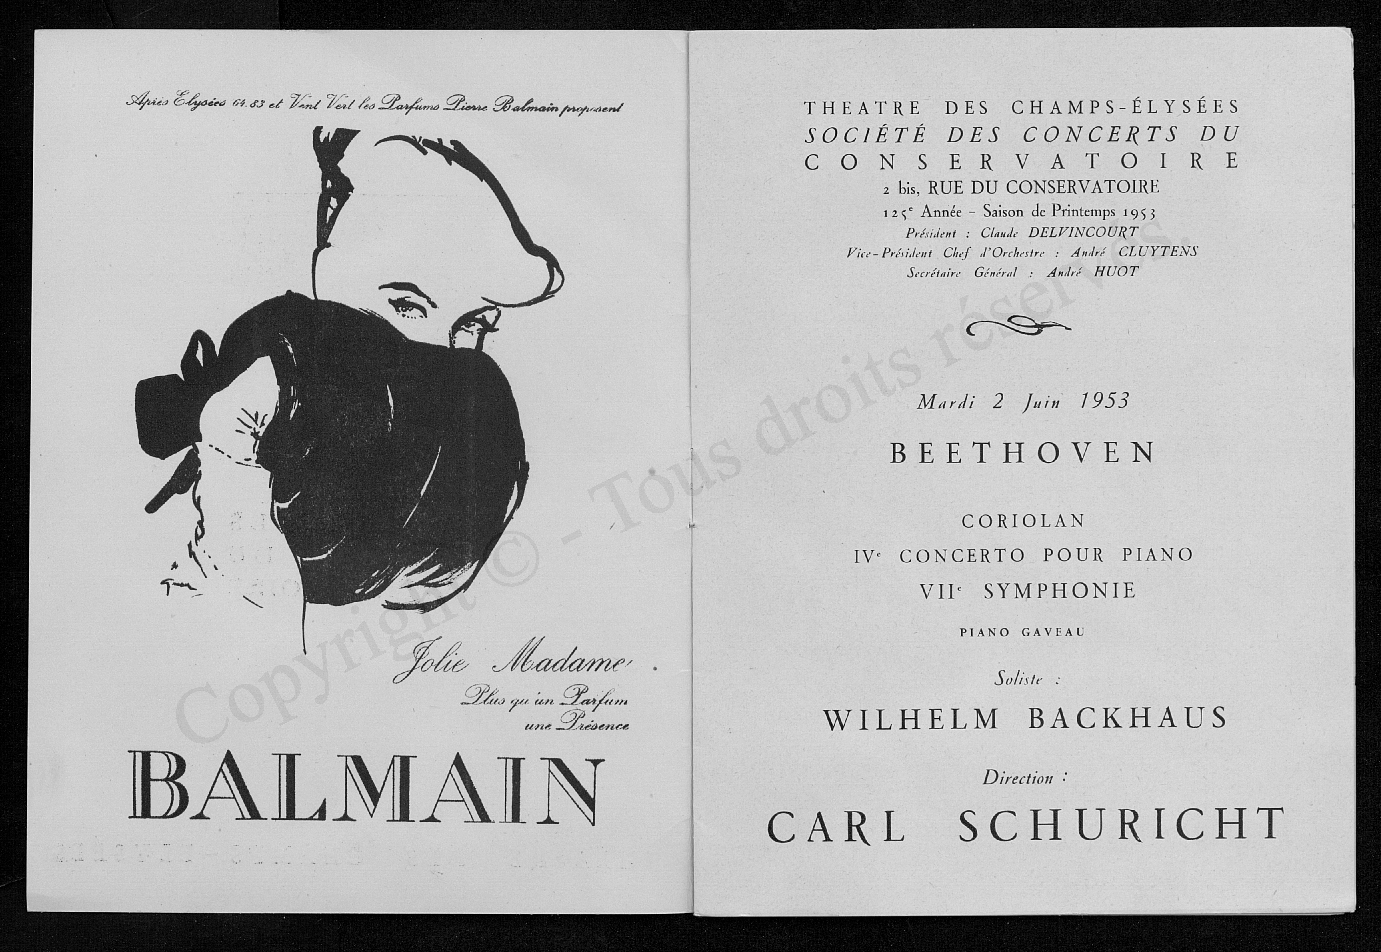 Après Elysées 64.83 et Vent Vert les Parfums Pierre Balmain proposent
Jolie Madame
Plus qu'un Parfum
une Présence
BALMAIN
THEATRE DES CHAMPS-ÉLYSÉES
SOCIÉTÉ DES CONCERTS DU
CONSERVATOIRE
2 bis, RUE DU CONSERVATOIRE
125e Année - Saison de Printemps 1953
Président : Claude DELVINCOURT
Vice-Président Chef d'Orchestre : André CLUYTENS
Secrétaire Général : André HUOT
Mardi 2 Juin 1953
BEETHOVEN
CORIOLAN
IVe CONCERTO POUR PIANO
VIIe SYMPHONIE
PIANO GAVEAU
Soliste :
WILHELM BACKHAUS
Direction :
CARL SCHURICHT
Copyright © - Tous droits réservés.